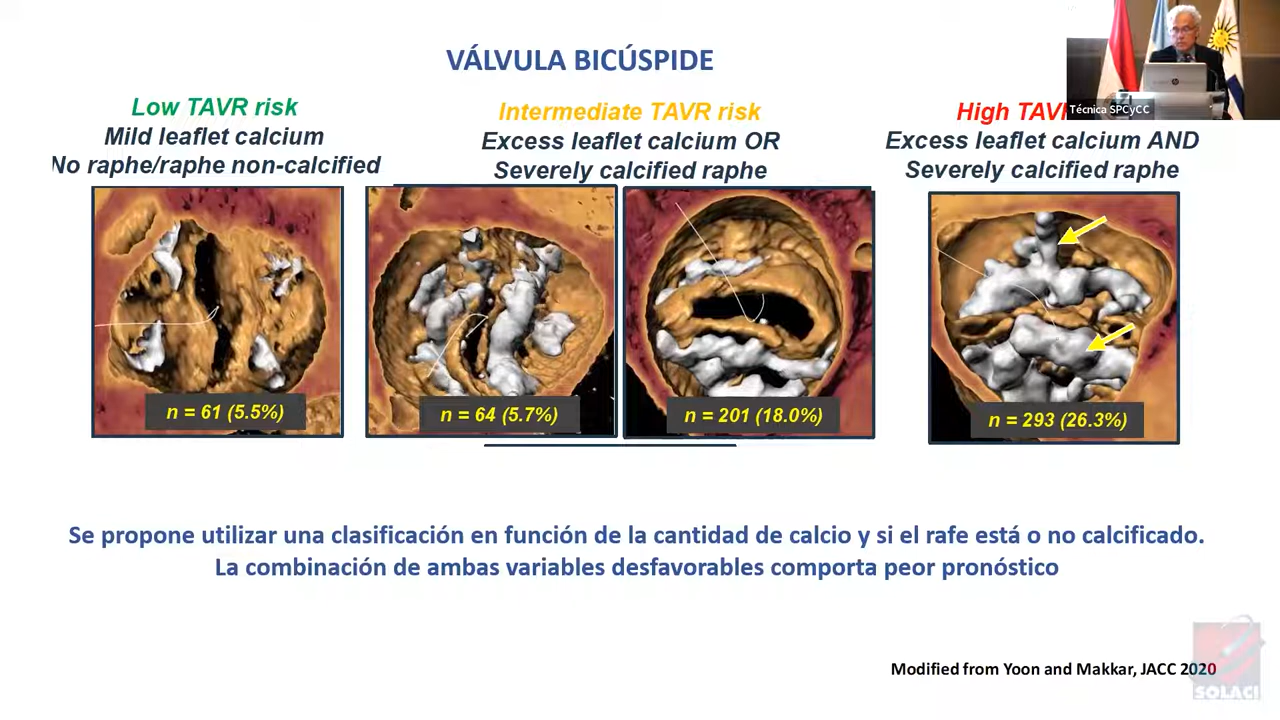 VÁLVULA BICÚSPIDE
Low TAVR risk
Mild leaflet calcium
No raphe/raphe non-calcified
Intermediate TAVR risk
Excess leaflet calcium OR
Severely calcified raphe
High
Excess leaflet calcium AND
Severely calcified raphe
Técnica SPCyCC
n = 61 (5.5%)
n = 64 (5.7%)
n = 201 (18.0%)
n = 293 (26.3%)
Se propone utilizar una clasificación en función de la cantidad de calcio y si el rafe está o no calcificado.
La combinación de ambas variables desfavorables comporta peor pronóstico
Modified from Yoon and Makkar, JACC 2020
SOLACI